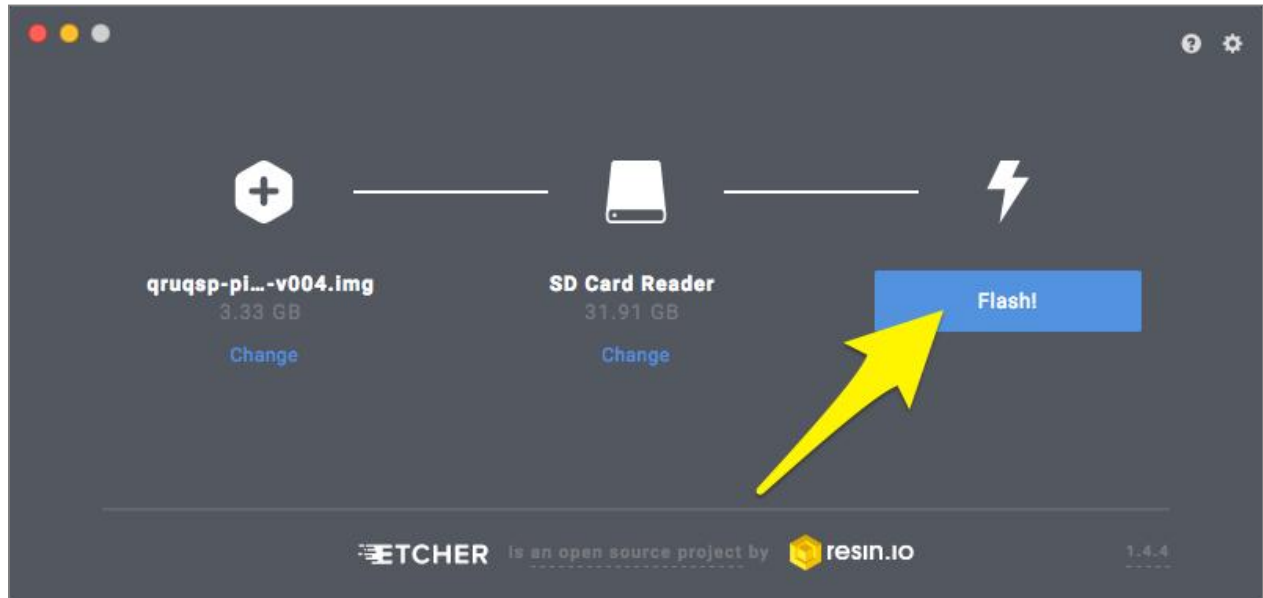 qruqsp-pi...-v004.img
3.33 GB
Change
SD Card Reader
31.91 GB
Change
Flash!
ETCHER is an open source project by resin.io
1.4.4